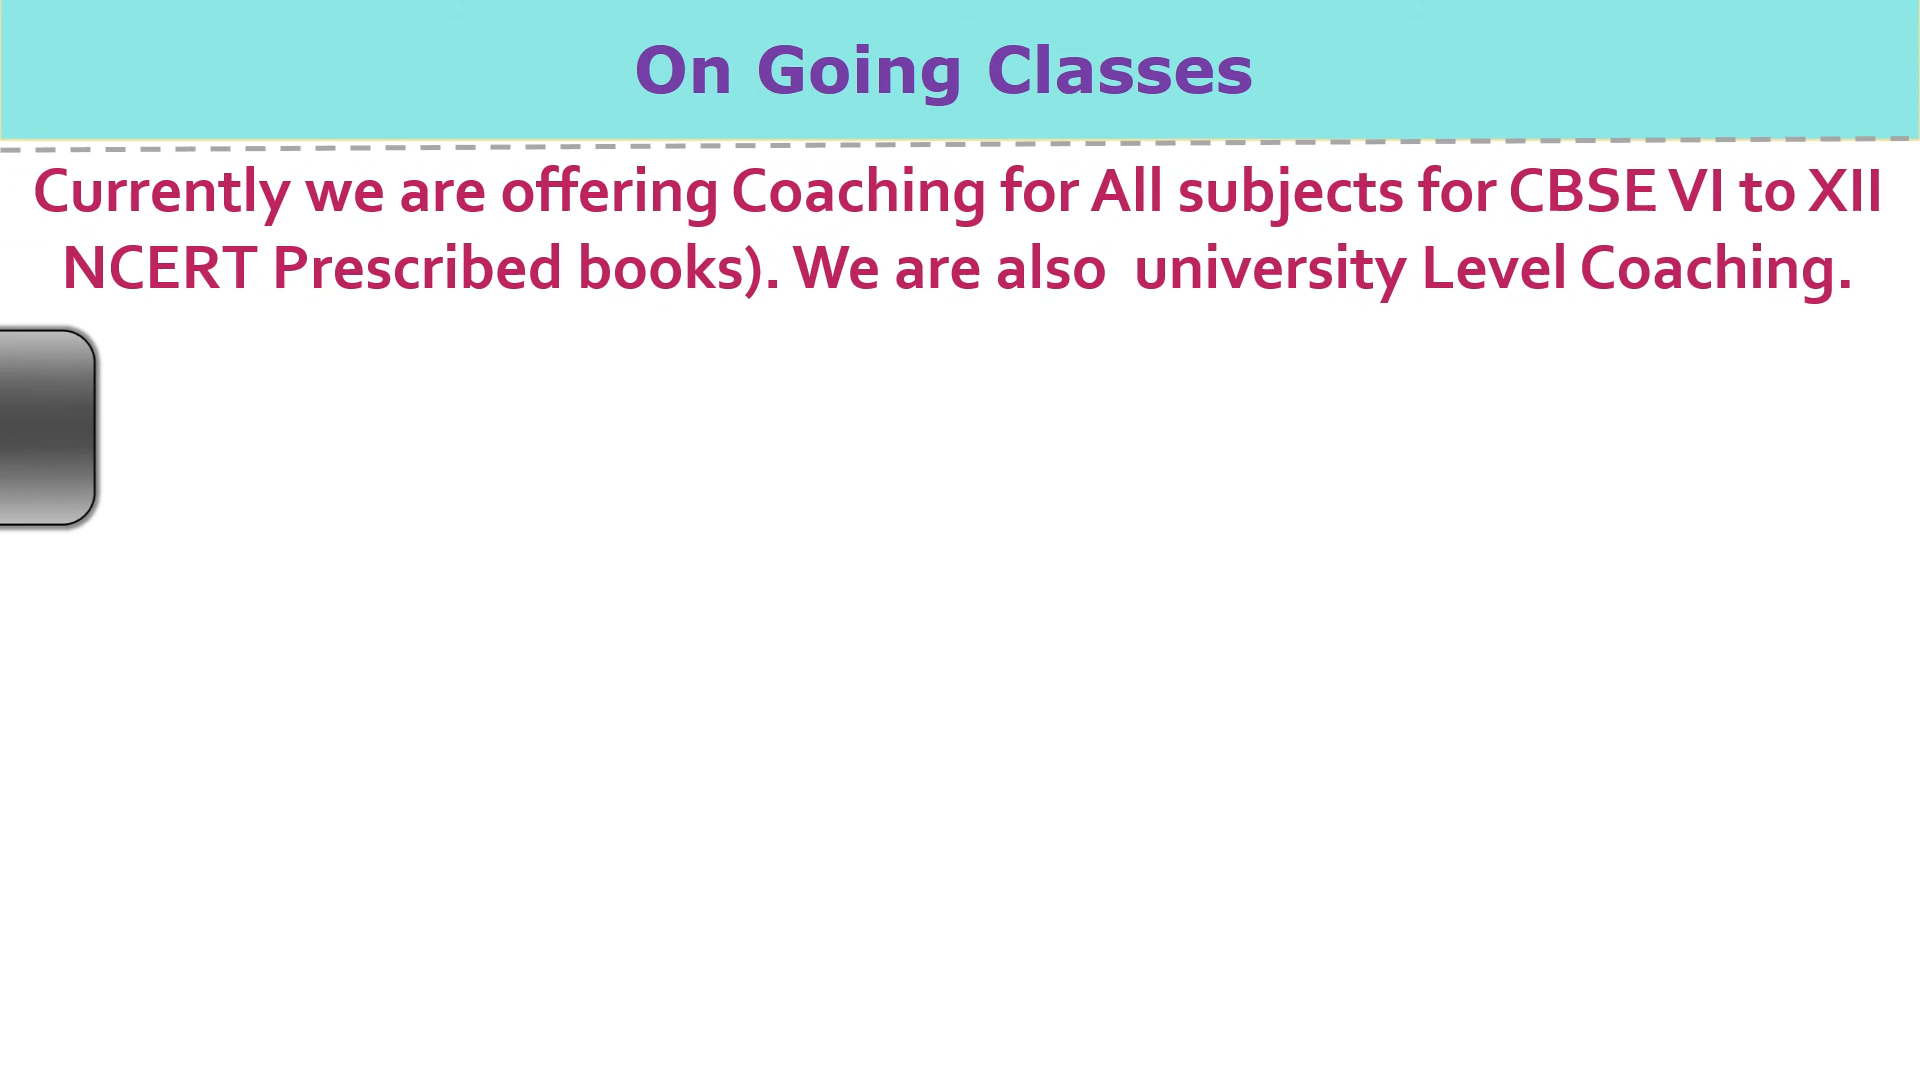 On Going Classes
Currently we are offering Coaching for All subjects for CBSE VI to XII
NCERT Prescribed books). We are also  university Level Coaching.